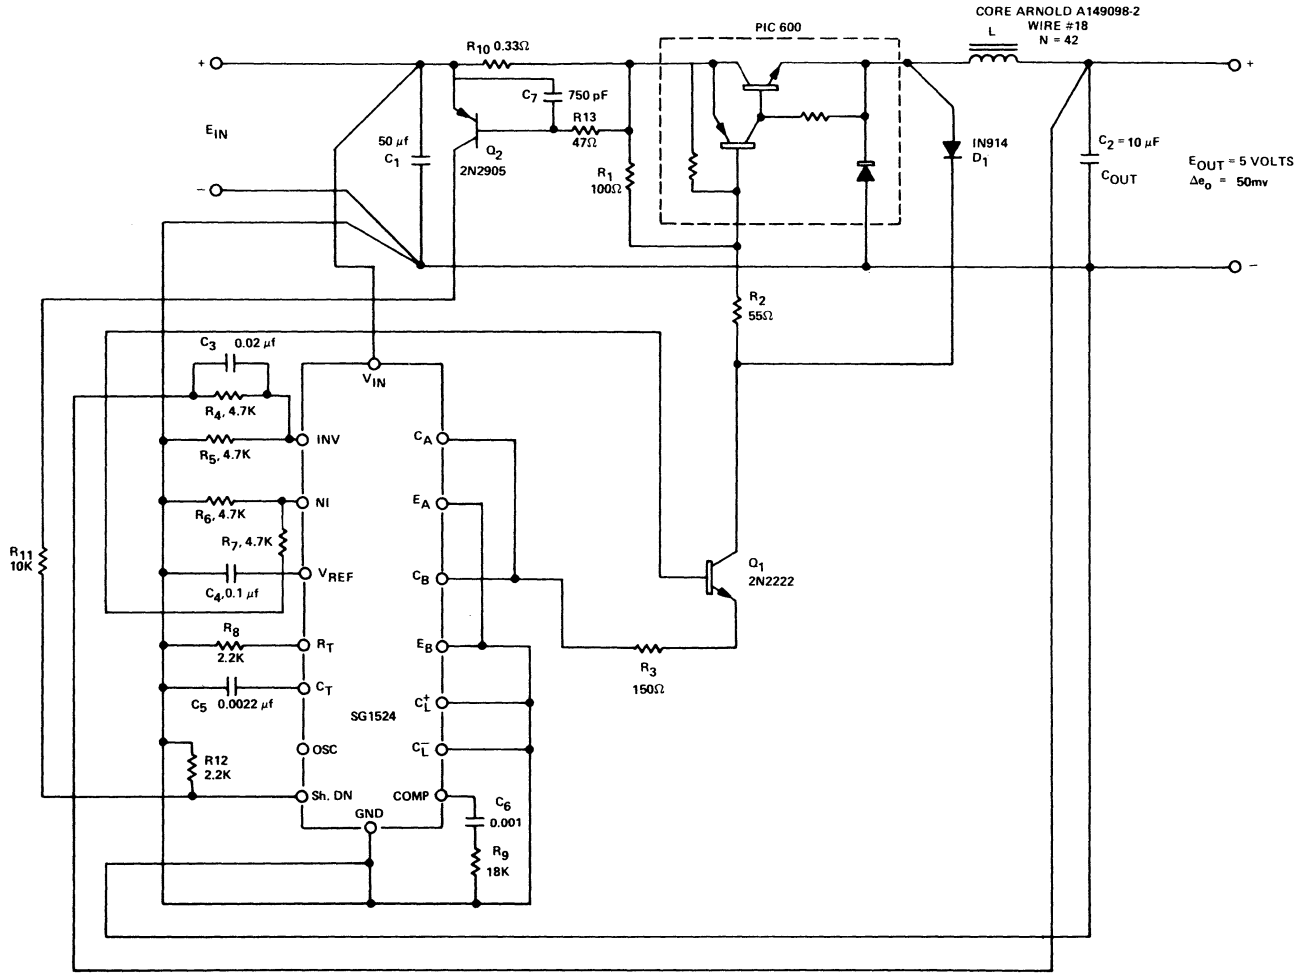 CORE ARNOLD A149098-2
WIRE #18
N = 42
L
PIC 600
R10 0.33Ω
+
C7 750 pF
R13
47Ω
EIN
50 µf
C1
Q2
2N2905
R1
100Ω
−
IN914
D1
C2 = 10 µF
COUT
+
EOUT = 5 VOLTS
Δeo = 50mv
−
R2
55Ω
C3 0.02 µf
VIN
R4, 4.7K
INV
CA
R5, 4.7K
NI
EA
R6, 4.7K
R7, 4.7K
R11
10K
VREF
CB
C4, 0.1 µf
Q1
2N2222
R8
2.2K
RT
EB
R3
150Ω
CT
C5 0.0022 µf
CL+
SG1524
OSC
CL−
R12
2.2K
Sh. DN
COMP
C6
0.001
GND
R9
18K